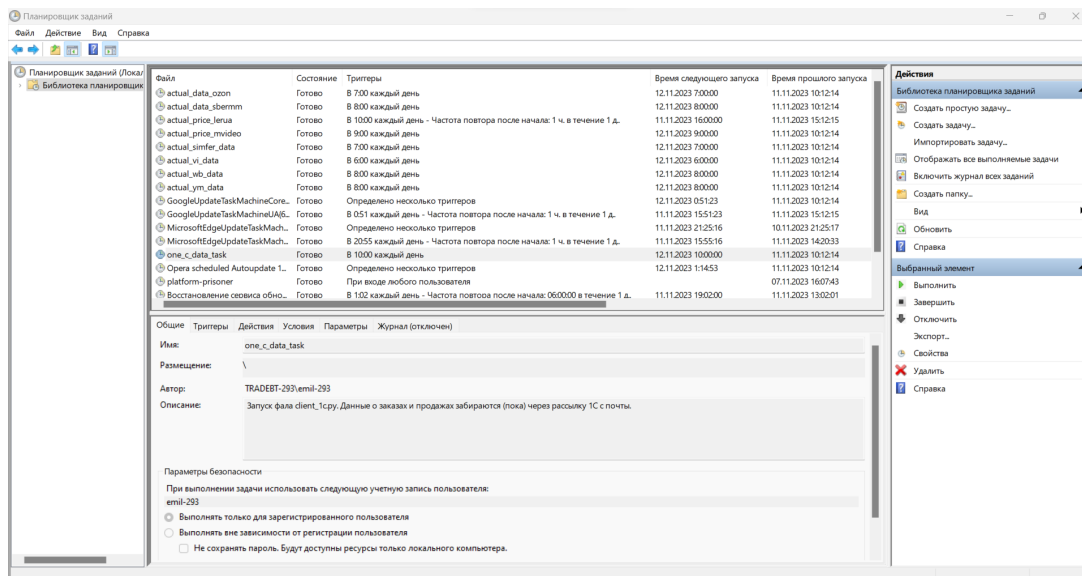 Планировщик заданий
Файл Действие Вид Справка
Планировщик заданий (Локал
Библиотека планировщик
Файл Состояние Триггеры Время следующего запуска Время прошлого запуска
actual_data_ozon Готово В 7:00 каждый день 12.11.2023 7:00:00 11.11.2023 10:12:14
actual_data_sbermm Готово В 8:00 каждый день 12.11.2023 8:00:00 11.11.2023 10:12:14
actual_price_lerua Готово В 10:00 каждый день - Частота повтора после начала: 1 ч. в течение 1 д.. 11.11.2023 16:00:00 11.11.2023 15:12:15
actual_price_mvideo Готово В 9:00 каждый день 12.11.2023 9:00:00 11.11.2023 10:12:14
actual_simfer_data Готово В 7:00 каждый день 12.11.2023 7:00:00 11.11.2023 10:12:14
actual_vi_data Готово В 6:00 каждый день 12.11.2023 6:00:00 11.11.2023 10:12:14
actual_wb_data Готово В 8:00 каждый день 12.11.2023 8:00:00 11.11.2023 10:12:14
actual_ym_data Готово В 8:00 каждый день 12.11.2023 8:00:00 11.11.2023 10:12:14
GoogleUpdateTaskMachineCore... Готово Определено несколько триггеров 12.11.2023 0:51:23 11.11.2023 10:12:14
GoogleUpdateTaskMachineUA{6... Готово В 0:51 каждый день - Частота повтора после начала: 1 ч. в течение 1 д.. 11.11.2023 15:51:23 11.11.2023 15:12:15
MicrosoftEdgeUpdateTaskMach... Готово Определено несколько триггеров 11.11.2023 21:25:16 10.11.2023 21:25:17
MicrosoftEdgeUpdateTaskMach... Готово В 20:55 каждый день - Частота повтора после начала: 1 ч. в течение 1 д.. 11.11.2023 15:55:16 11.11.2023 14:20:33
one_c_data_task Готово В 10:00 каждый день 12.11.2023 10:00:00 11.11.2023 10:12:14
Opera scheduled Autoupdate 1... Готово Определено несколько триггеров 12.11.2023 1:14:53 11.11.2023 10:12:14
platform-prisoner Готово При входе любого пользователя 07.11.2023 16:07:43
Восстановление сервиса обно... Готово В 1:02 каждый день - Частота повтора после начала: 06:00:00 в течение 1 д.. 11.11.2023 19:02:00 11.11.2023 13:02:01
Общие Триггеры Действия Условия Параметры Журнал (отключен)
Имя: one_c_data_task
Размещение: \
Автор: TRADEBT-293\emil-293
Описание: Запуск фала client_1c.py. Данные о заказах и продажах забираются (пока) через рассылку 1С с почты.
Параметры безопасности
При выполнении задачи использовать следующую учетную запись пользователя:
emil-293
Выполнять только для зарегистрированного пользователя
Выполнять вне зависимости от регистрации пользователя
Не сохранять пароль. Будут доступны ресурсы только локального компьютера.
Действия
Библиотека планировщика заданий
Создать простую задачу...
Создать задачу...
Импортировать задачу...
Отображать все выполняемые задачи
Включить журнал всех заданий
Создать папку...
Вид
Обновить
Справка
Выбранный элемент
Выполнить
Завершить
Отключить
Экспорт...
Свойства
Удалить
Справка